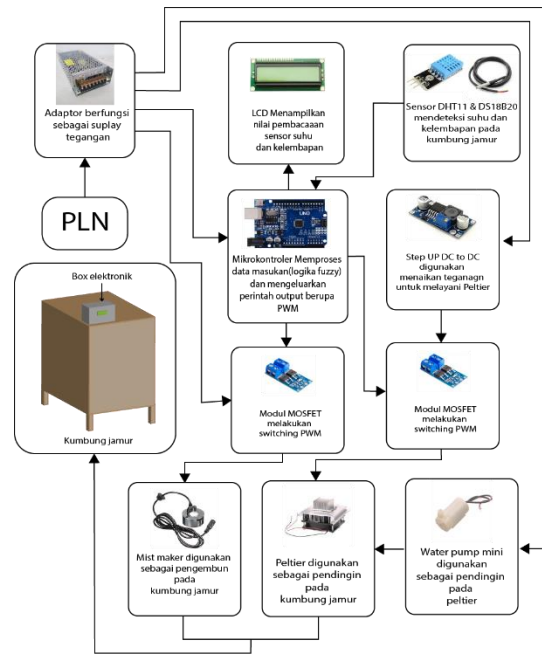 Adaptor berfungsi
sebagai suplay
tegangan
LCD Menampilkan
nilai pembacaaan
sensor suhu
dan kelembapan
Sensor DHT11 & DS18B20
mendeteksi suhu dan
kelembapan pada
kumbung jamur
PLN
UNO
Mikrokontroler Memproses
data masukan(logika fuzzy)
dan mengeluarkan
perintah output berupa
PWM
Step UP DC to DC
digunakan
menaikan teganagn
untuk melayani Peltier
Box elektronik
Kumbung jamur
Modul MOSFET
melakukan
switching PWM
Modul MOSFET
melakukan
switching PWM
Mist maker digunakan
sebagai pengembun
pada
kumbung jamur
Peltier digunakan
sebagai pendingin
pada
kumbung jamur
Water pump mini
digunakan
sebagai pendingin
pada
peltier